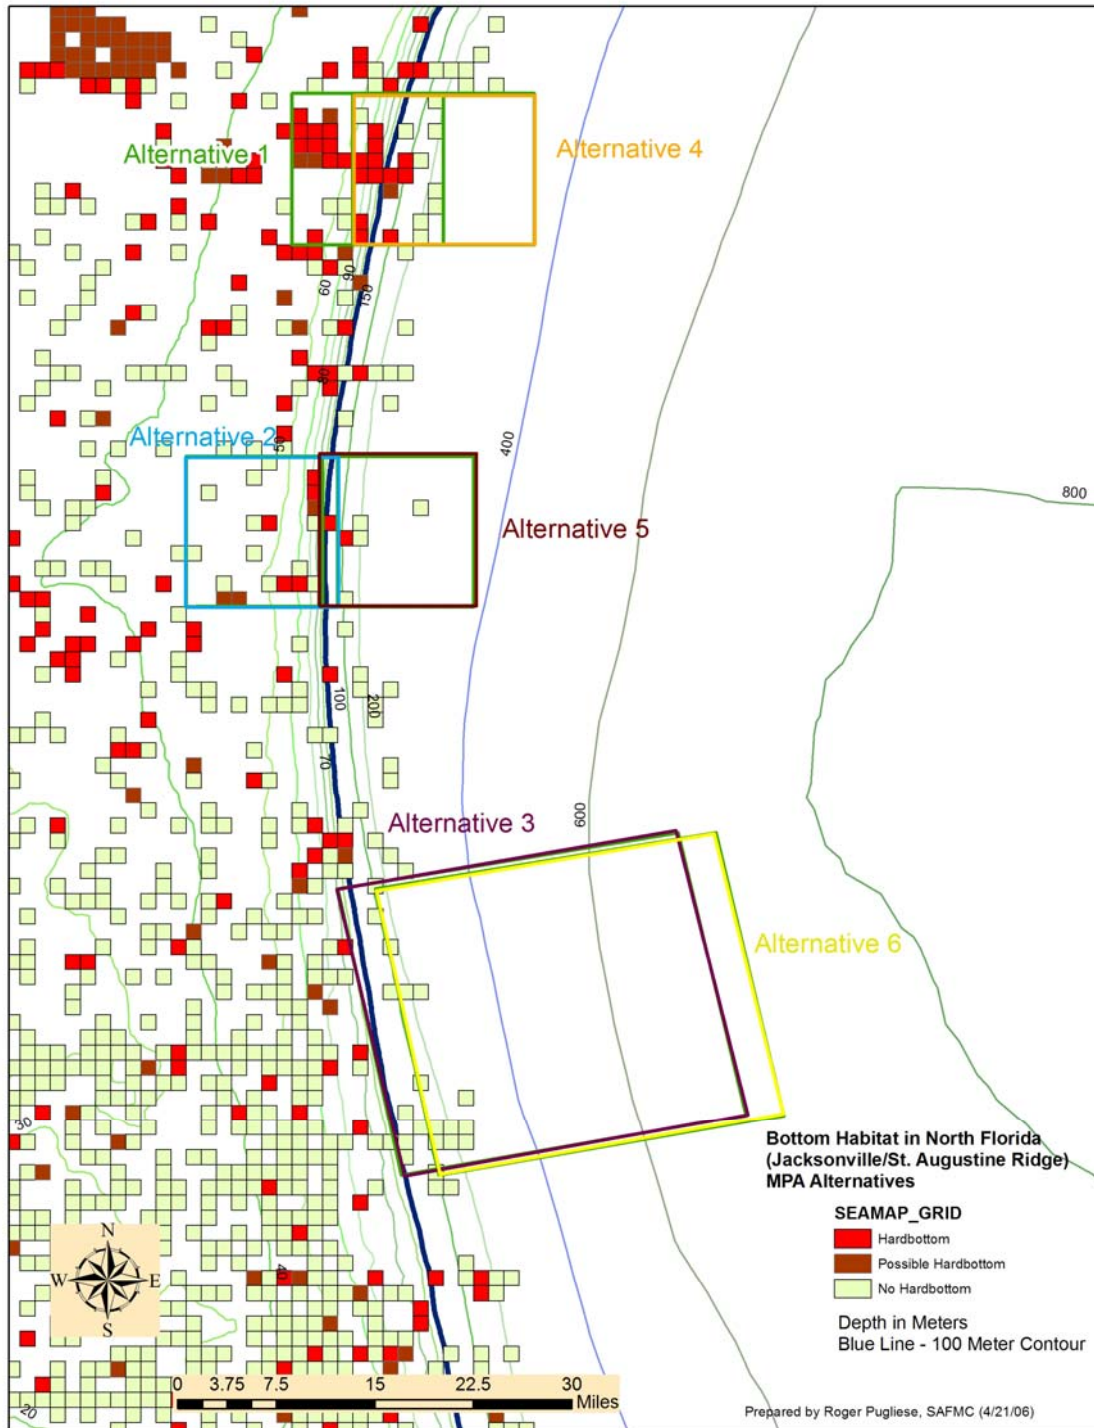 Alternative 1
Alternative 4
60
90
150
80
Alternative 2
50
400
800
Alternative 5
100
200
70
Alternative 3
600
Alternative 6
30
Bottom Habitat in North Florida
(Jacksonville/St. Augustine Ridge)
MPA Alternatives
SEAMAP_GRID
Hardbottom
Possible Hardbottom
No Hardbottom
Depth in Meters
Blue Line - 100 Meter Contour
N
W E
S
40
0 3.75 7.5 15 22.5 30
Miles
20
Prepared by Roger Pugliese, SAFMC (4/21/06)